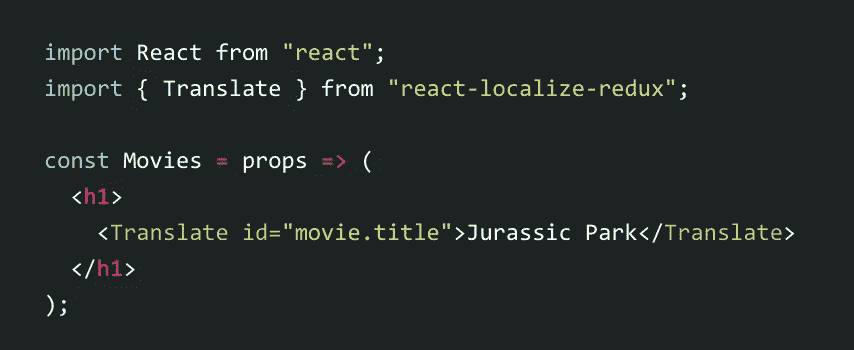 import React from "react";
import { Translate } from "react-localize-redux";

const Movies = props => (
  <h1>
    <Translate id="movie.title">Jurassic Park</Translate>
  </h1>
);